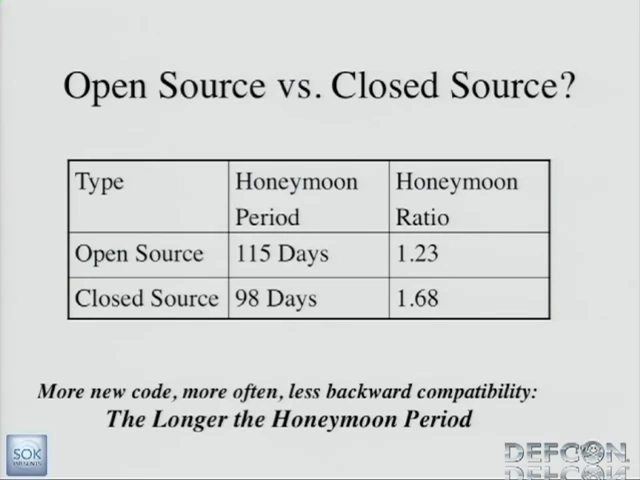 Open Source vs. Closed Source?
Type Honeymoon Period Honeymoon Ratio
Open Source 115 Days 1.23
Closed Source 98 Days 1.68
More new code, more often, less backward compatibility:
The Longer the Honeymoon Period
SOK
DEFCON